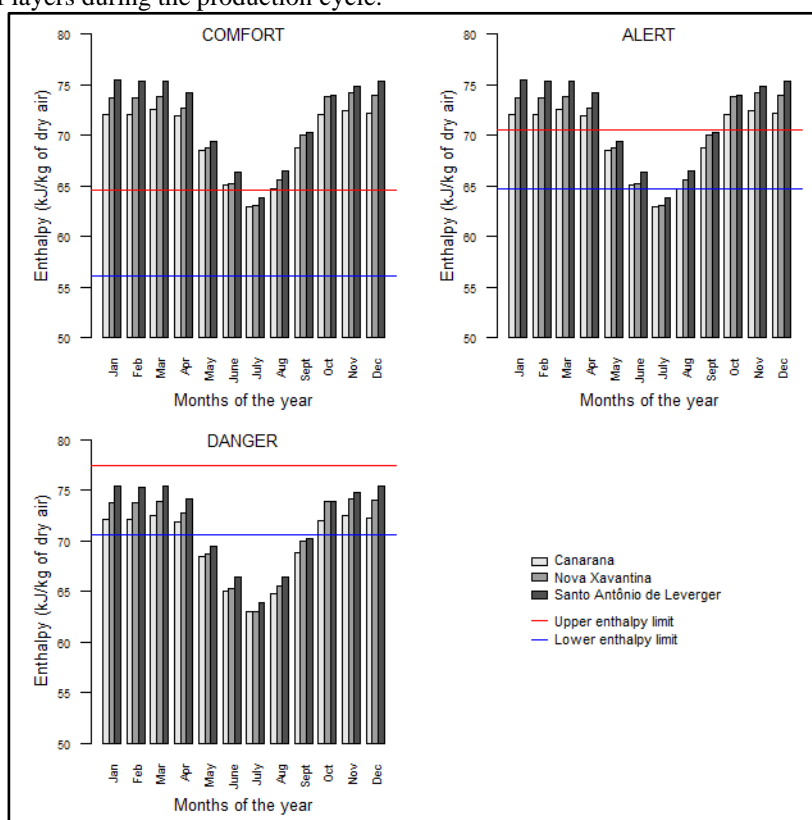 layers during the production cycle.
COMFORT
Enthalpy (kJ/kg of dry air)
80
75
70
65
60
55
50
Jan Feb Mar Apr May June July Aug Sept Oct Nov Dec
Months of the year
ALERT
Enthalpy (kJ/kg of dry air)
80
75
70
65
60
55
50
Jan Feb Mar Apr May June July Aug Sept Oct Nov Dec
Months of the year
DANGER
Enthalpy (kJ/kg of dry air)
80
75
70
65
60
55
50
Jan Feb Mar Apr May June July Aug Sept Oct Nov Dec
Months of the year
Canarana
Nova Xavantina
Santo Antônio de Leverger
Upper enthalpy limit
Lower enthalpy limit